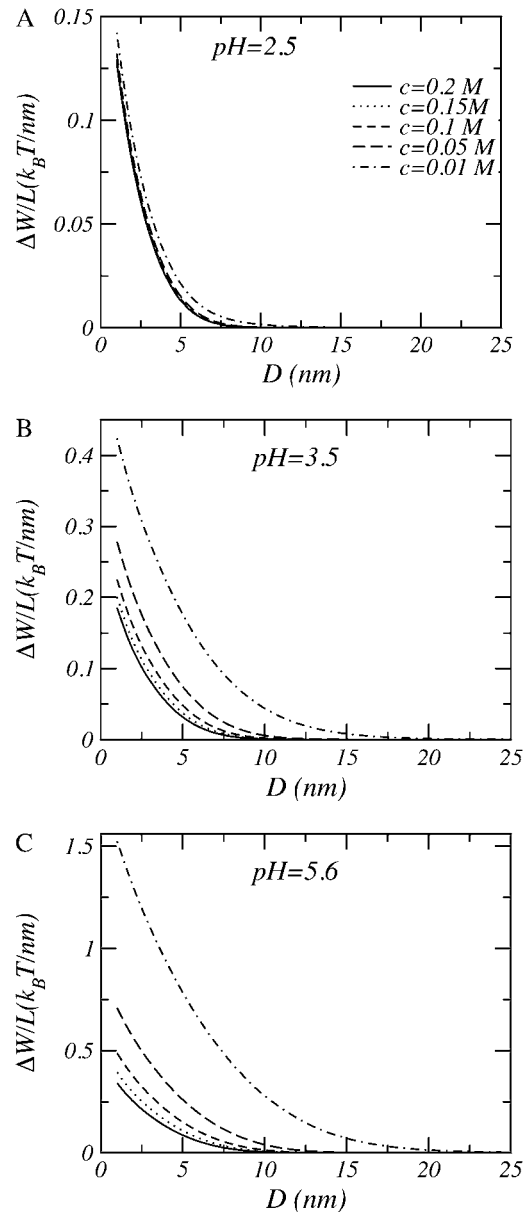 A
pH=2.5
c=0.2 M
c=0.15M
c=0.1 M
c=0.05 M
c=0.01 M
ΔW/L(k_BT/nm)
0.15
0.1
0.05
0
0 5 10 15 20 25
D (nm)
B
pH=3.5
ΔW/L(k_BT/nm)
0.4
0.3
0.2
0.1
0
0 5 10 15 20 25
D (nm)
C
pH=5.6
ΔW/L(k_BT/nm)
1.5
1
0.5
0
0 5 10 15 20 25
D (nm)